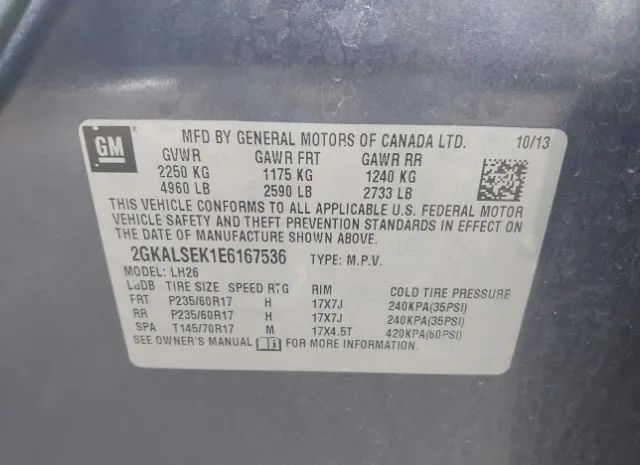 GM
MFD BY GENERAL MOTORS OF CANADA LTD. 10/13
GVWR GAWR FRT GAWR RR
2250 KG 1175 KG 1240 KG
4960 LB 2590 LB 2733 LB
THIS VEHICLE CONFORMS TO ALL APPLICABLE U.S. FEDERAL MOTOR
VEHICLE SAFETY AND THEFT PREVENTION STANDARDS IN EFFECT ON
THE DATE OF MANUFACTURE SHOWN ABOVE.
2GKALSEK1E6167536 TYPE: M.P.V.
MODEL: LH26
L8DB TIRE SIZE SPEED RTG RIM COLD TIRE PRESSURE
FRT P235/60R17 H 17X7J 240KPA(35PSI)
RR P235/60R17 H 17X7J 240KPA(35PSI)
SPA T145/70R17 M 17X4.5T 420KPA(60PSI)
SEE OWNER'S MANUAL FOR MORE INFORMATION.